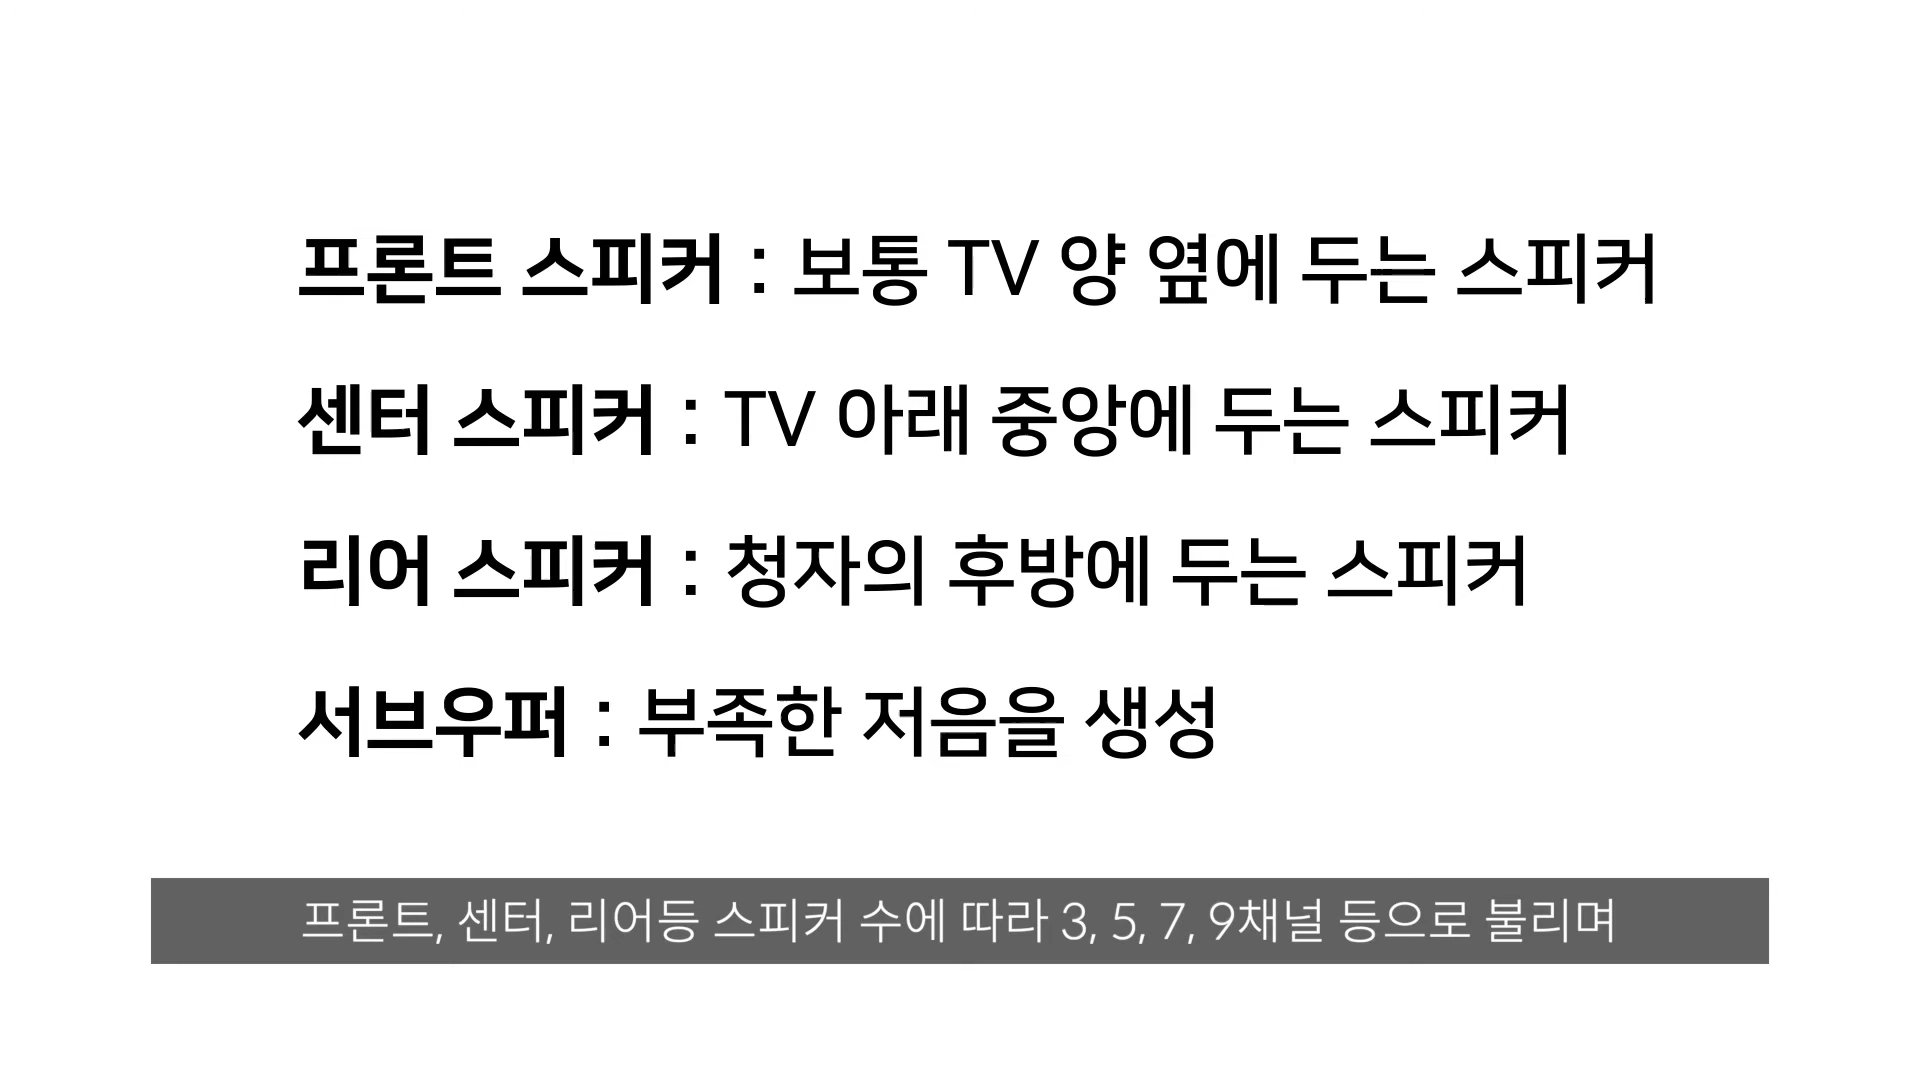 프론트 스피커 : 보통 TV 양 옆에 두는 스피커
센터 스피커 : TV 아래 중앙에 두는 스피커
리어 스피커 : 청자의 후방에 두는 스피커
서브우퍼 : 부족한 저음을 생성
프론트, 센터, 리어등 스피커 수에 따라 3, 5, 7, 9채널 등으로 불리며